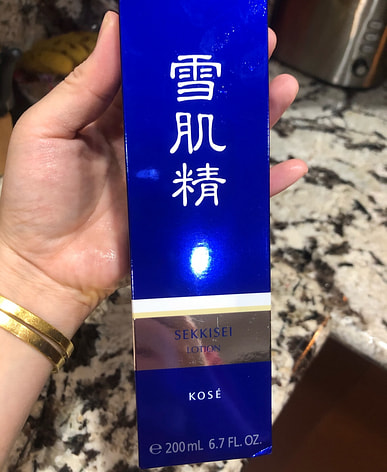 雪肌精
SEKKISEI
LOTION
KOSÉ
℮ 200 mL 6.7 FL. OZ.